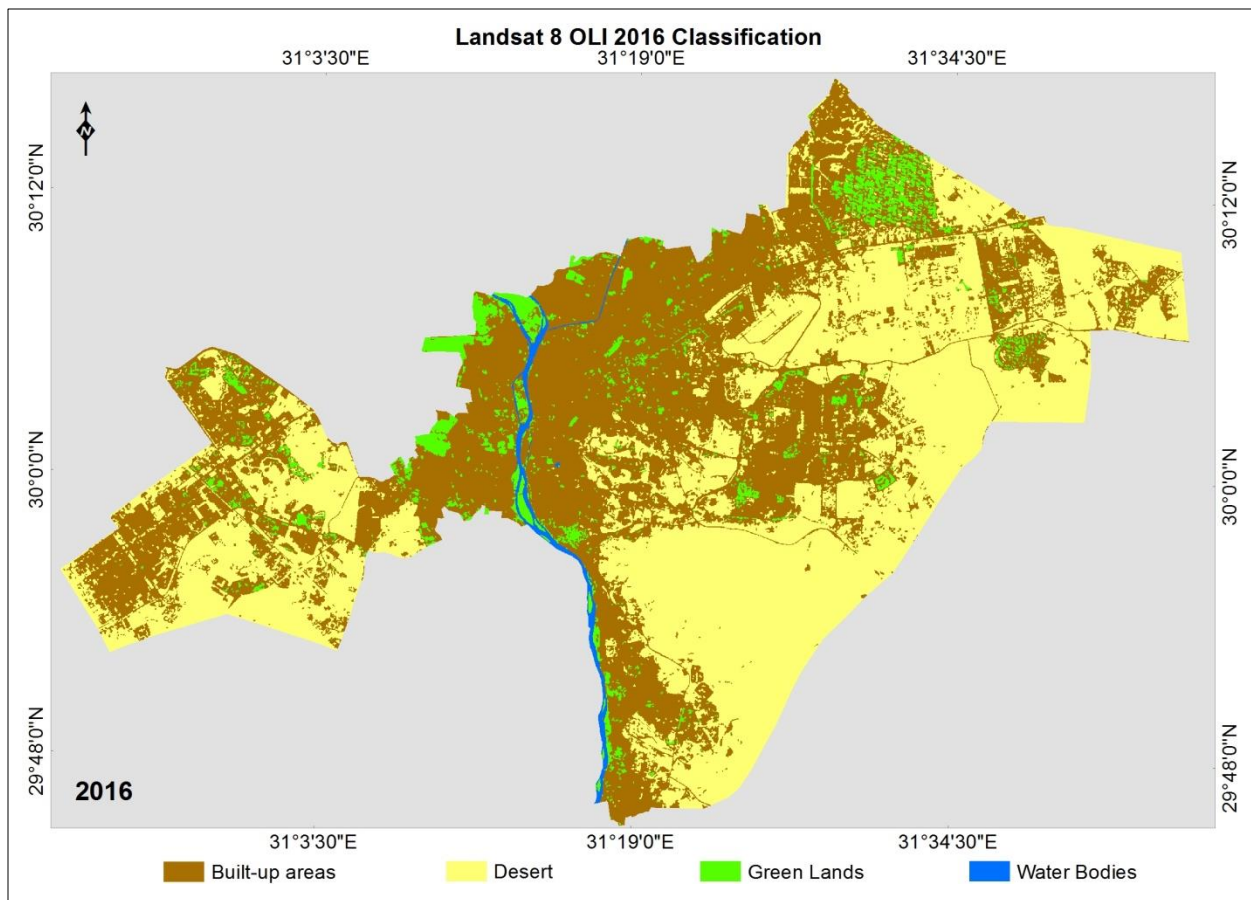 Landsat 8 OLI 2016 Classification
31°3'30"E 31°19'0"E 31°34'30"E
N
30°12'0"N 30°12'0"N
30°0'0"N 30°0'0"N
29°48'0"N 29°48'0"N
2016
31°3'30"E 31°19'0"E 31°34'30"E
Built-up areas Desert Green Lands Water Bodies